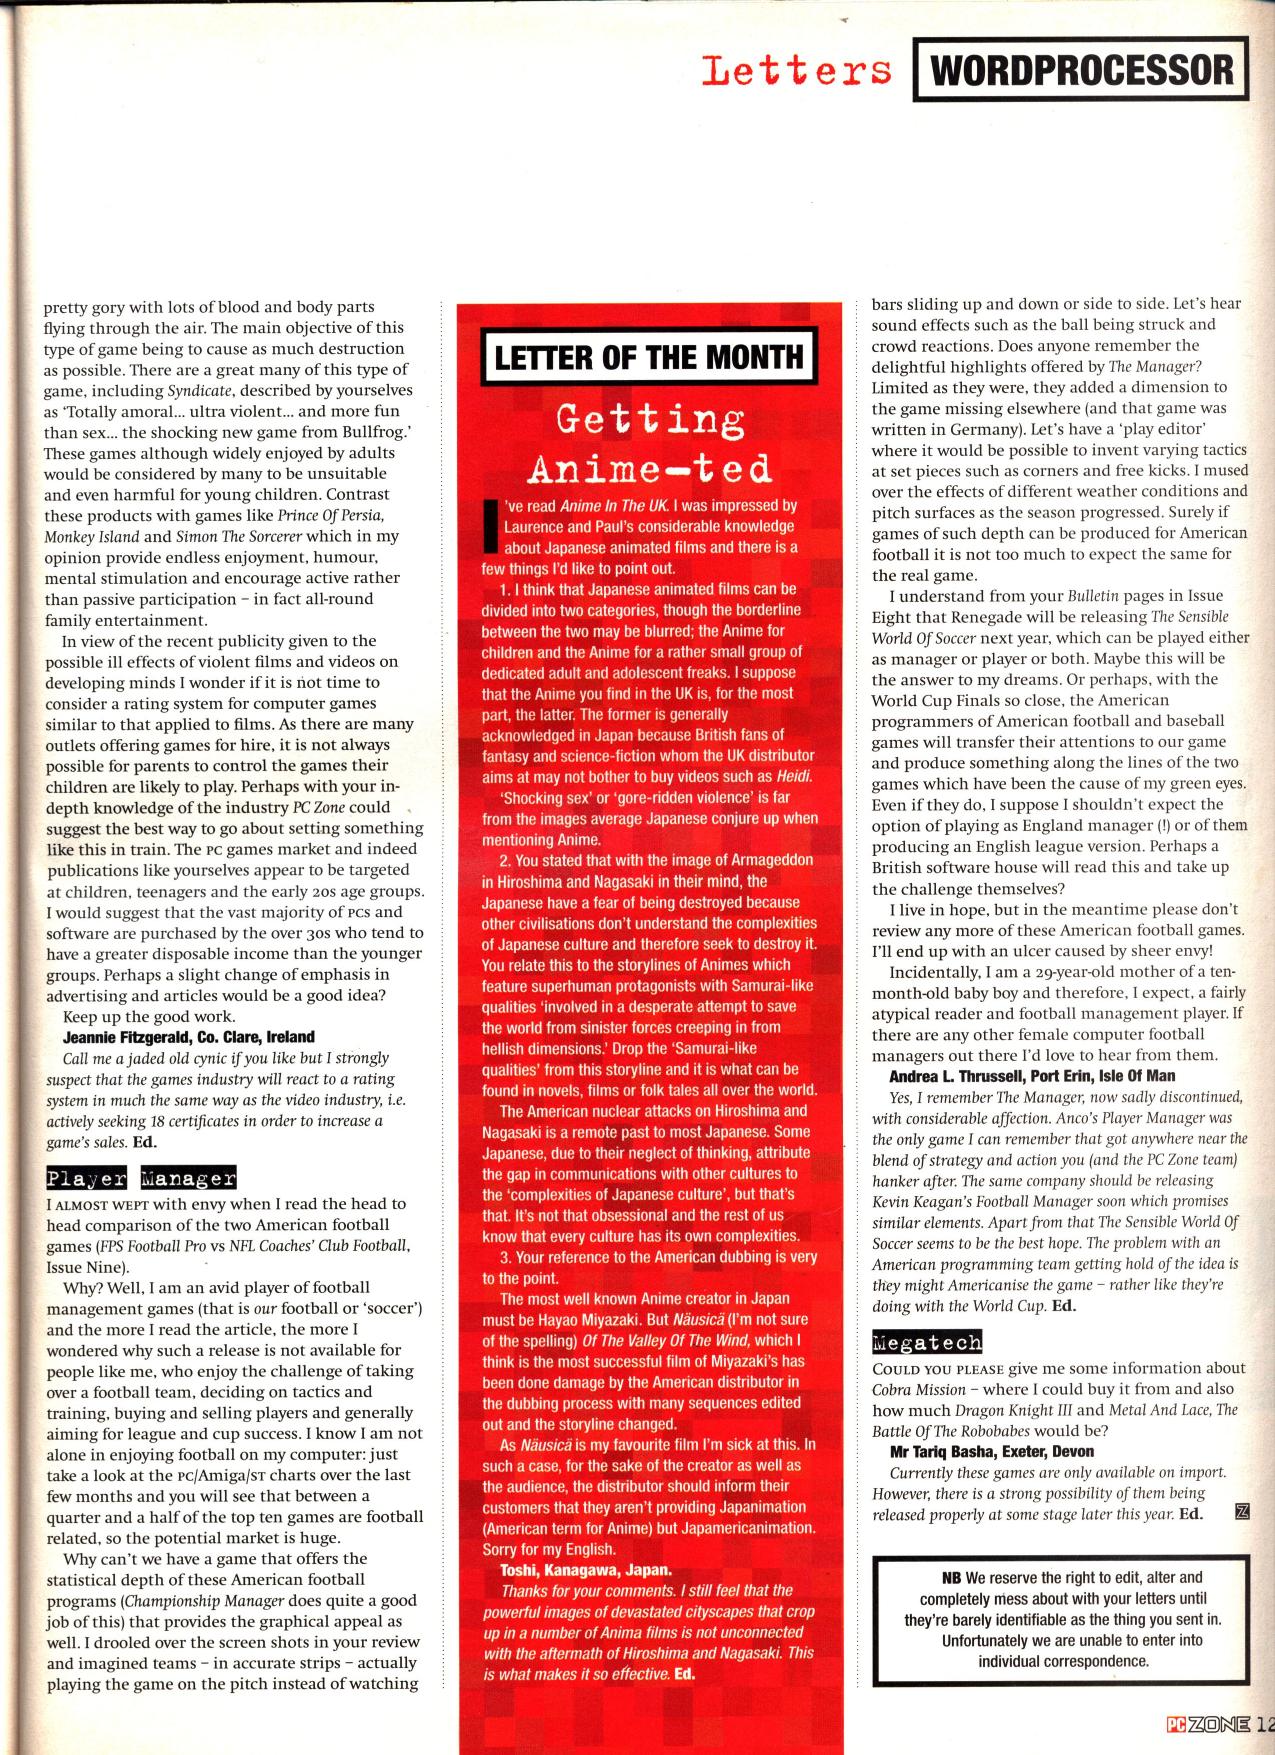 Letters WORDPROCESSOR
pretty gory with lots of blood and body parts
flying through the air. The main objective of this
type of game being to cause as much destruction
as possible. There are a great many of this type of
game, including Syndicate, described by yourselves
as ‘Totally amoral... ultra violent... and more fun
than sex... the shocking new game from Bullfrog.’
These games although widely enjoyed by adults
would be considered by many to be unsuitable
and even harmful for young children. Contrast
these products with games like Prince Of Persia,
Monkey Island and Simon The Sorcerer which in my
opinion provide endless enjoyment, humour,
mental stimulation and encourage active rather
than passive participation – in fact all-round
family entertainment.
In view of the recent publicity given to the
possible ill effects of violent films and videos on
developing minds I wonder if it is not time to
consider a rating system for computer games
similar to that applied to films. As there are many
outlets offering games for hire, it is not always
possible for parents to control the games their
children are likely to play. Perhaps with your in-
depth knowledge of the industry PC Zone could
suggest the best way to go about setting something
like this in train. The PC games market and indeed
publications like yourselves appear to be targeted
at children, teenagers and the early 20s age groups.
I would suggest that the vast majority of PCs and
software are purchased by the over 30s who tend to
have a greater disposable income than the younger
groups. Perhaps a slight change of emphasis in
advertising and articles would be a good idea?
Keep up the good work.
Jeannie Fitzgerald, Co. Clare, Ireland
Call me a jaded old cynic if you like but I strongly
suspect that the games industry will react to a rating
system in much the same way as the video industry, i.e.
actively seeking 18 certificates in order to increase a
game’s sales. Ed.
Player Manager
I ALMOST WEPT with envy when I read the head to
head comparison of the two American football
games (FPS Football Pro vs NFL Coaches’ Club Football,
Issue Nine).
Why? Well, I am an avid player of football
management games (that is our football or ‘soccer’)
and the more I read the article, the more I
wondered why such a release is not available for
people like me, who enjoy the challenge of taking
over a football team, deciding on tactics and
training, buying and selling players and generally
aiming for league and cup success. I know I am not
alone in enjoying football on my computer: just
take a look at the PC/Amiga/ST charts over the last
few months and you will see that between a
quarter and a half of the top ten games are football
related, so the potential market is huge.
Why can’t we have a game that offers the
statistical depth of these American football
programs (Championship Manager does quite a good
job of this) that provides the graphical appeal as
well. I drooled over the screen shots in your review
and imagined teams – in accurate strips – actually
playing the game on the pitch instead of watching
LETTER OF THE MONTH
Getting
Anime-ted
I’ve read Anime In The UK. I was impressed by
Laurence and Paul’s considerable knowledge
about Japanese animated films and there is a
few things I’d like to point out.
1. I think that Japanese animated films can be
divided into two categories, though the borderline
between the two may be blurred; the Anime for
children and the Anime for a rather small group of
dedicated adult and adolescent freaks. I suppose
that the Anime you find in the UK is, for the most
part, the latter. The former is generally
acknowledged in Japan because British fans of
fantasy and science-fiction whom the UK distributor
aims at may not bother to buy videos such as Heidi.
‘Shocking sex’ or ‘gore-ridden violence’ is far
from the images average Japanese conjure up when
mentioning Anime.
2. You stated that with the image of Armageddon
in Hiroshima and Nagasaki in their mind, the
Japanese have a fear of being destroyed because
other civilisations don’t understand the complexities
of Japanese culture and therefore seek to destroy it.
You relate this to the storylines of Animes which
feature superhuman protagonists with Samurai-like
qualities ‘involved in a desperate attempt to save
the world from sinister forces creeping in from
hellish dimensions.’ Drop the ‘Samurai-like
qualities’ from this storyline and it is what can be
found in novels, films or folk tales all over the world.
The American nuclear attacks on Hiroshima and
Nagasaki is a remote past to most Japanese. Some
Japanese, due to their neglect of thinking, attribute
the gap in communications with other cultures to
the ‘complexities of Japanese culture’, but that’s
that. It’s not that obsessional and the rest of us
know that every culture has its own complexities.
3. Your reference to the American dubbing is very
to the point.
The most well known Anime creator in Japan
must be Hayao Miyazaki. But Näusicä (I’m not sure
of the spelling) Of The Valley Of The Wind, which I
think is the most successful film of Miyazaki’s has
been done damage by the American distributor in
the dubbing process with many sequences edited
out and the storyline changed.
As Näusicä is my favourite film I’m sick at this. In
such a case, for the sake of the creator as well as
the audience, the distributor should inform their
customers that they aren’t providing Japanimation
(American term for Anime) but Japamericanimation.
Sorry for my English.
Toshi, Kanagawa, Japan.
Thanks for your comments. I still feel that the
powerful images of devastated cityscapes that crop
up in a number of Anima films is not unconnected
with the aftermath of Hiroshima and Nagasaki. This
is what makes it so effective. Ed.
bars sliding up and down or side to side. Let’s hear
sound effects such as the ball being struck and
crowd reactions. Does anyone remember the
delightful highlights offered by The Manager?
Limited as they were, they added a dimension to
the game missing elsewhere (and that game was
written in Germany). Let’s have a ‘play editor’
where it would be possible to invent varying tactics
at set pieces such as corners and free kicks. I mused
over the effects of different weather conditions and
pitch surfaces as the season progressed. Surely if
games of such depth can be produced for American
football it is not too much to expect the same for
the real game.
I understand from your Bulletin pages in Issue
Eight that Renegade will be releasing The Sensible
World Of Soccer next year, which can be played either
as manager or player or both. Maybe this will be
the answer to my dreams. Or perhaps, with the
World Cup Finals so close, the American
programmers of American football and baseball
games will transfer their attentions to our game
and produce something along the lines of the two
games which have been the cause of my green eyes.
Even if they do, I suppose I shouldn’t expect the
option of playing as England manager (!) or of them
producing an English league version. Perhaps a
British software house will read this and take up
the challenge themselves?
I live in hope, but in the meantime please don’t
review any more of these American football games.
I’ll end up with an ulcer caused by sheer envy!
Incidentally, I am a 29-year-old mother of a ten-
month-old baby boy and therefore, I expect, a fairly
atypical reader and football management player. If
there are any other female computer football
managers out there I’d love to hear from them.
Andrea L. Thrussell, Port Erin, Isle Of Man
Yes, I remember The Manager, now sadly discontinued,
with considerable affection. Anco’s Player Manager was
the only game I can remember that got anywhere near the
blend of strategy and action you (and the PC Zone team)
hanker after. The same company should be releasing
Kevin Keagan’s Football Manager soon which promises
similar elements. Apart from that The Sensible World Of
Soccer seems to be the best hope. The problem with an
American programming team getting hold of the idea is
they might Americanise the game – rather like they’re
doing with the World Cup. Ed.
Megatech
COULD YOU PLEASE give me some information about
Cobra Mission – where I could buy it from and also
how much Dragon Knight III and Metal And Lace, The
Battle Of The Robobabes would be?
Mr Tariq Basha, Exeter, Devon
Currently these games are only available on import.
However, there is a strong possibility of them being
released properly at some stage later this year. Ed. Z
NB We reserve the right to edit, alter and
completely mess about with your letters until
they’re barely identifiable as the thing you sent in.
Unfortunately we are unable to enter into
individual correspondence.
PC ZONE 12